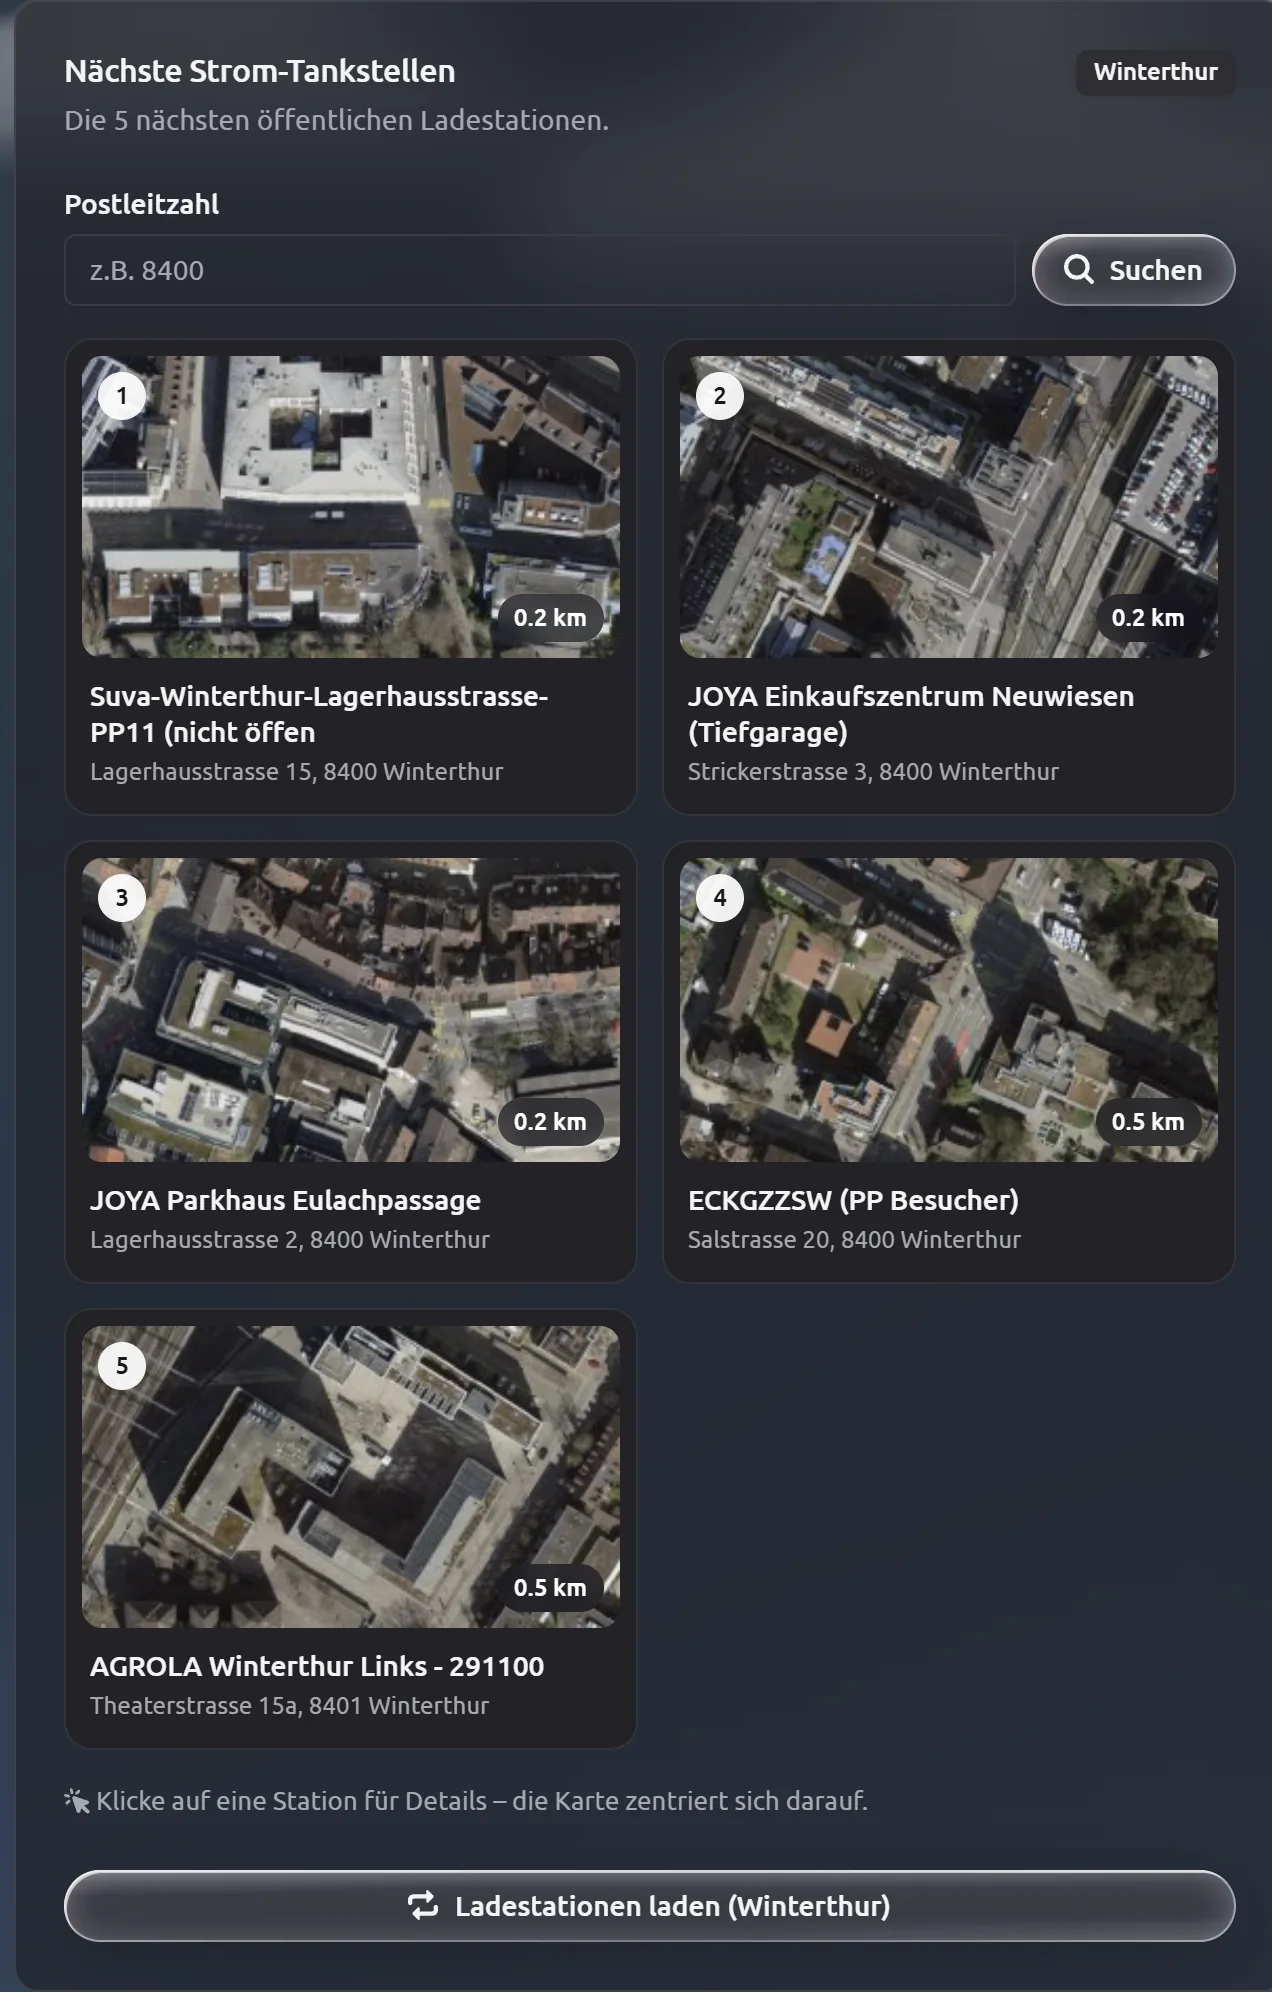 Nächste Strom-Tankstellen
Winterthur
Die 5 nächsten öffentlichen Ladestationen.
Postleitzahl
z.B. 8400
Suchen
1
0.2 km
Suva-Winterthur-Lagerhausstrasse-
PP11 (nicht öffen
Lagerhausstrasse 15, 8400 Winterthur
2
0.2 km
JOYA Einkaufszentrum Neuwiesen
(Tiefgarage)
Strickerstrasse 3, 8400 Winterthur
3
0.2 km
JOYA Parkhaus Eulachpassage
Lagerhausstrasse 2, 8400 Winterthur
4
0.5 km
ECKGZZSW (PP Besucher)
Salstrasse 20, 8400 Winterthur
5
0.5 km
AGROLA Winterthur Links - 291100
Theaterstrasse 15a, 8401 Winterthur
Klicke auf eine Station für Details – die Karte zentriert sich darauf.
Ladestationen laden (Winterthur)